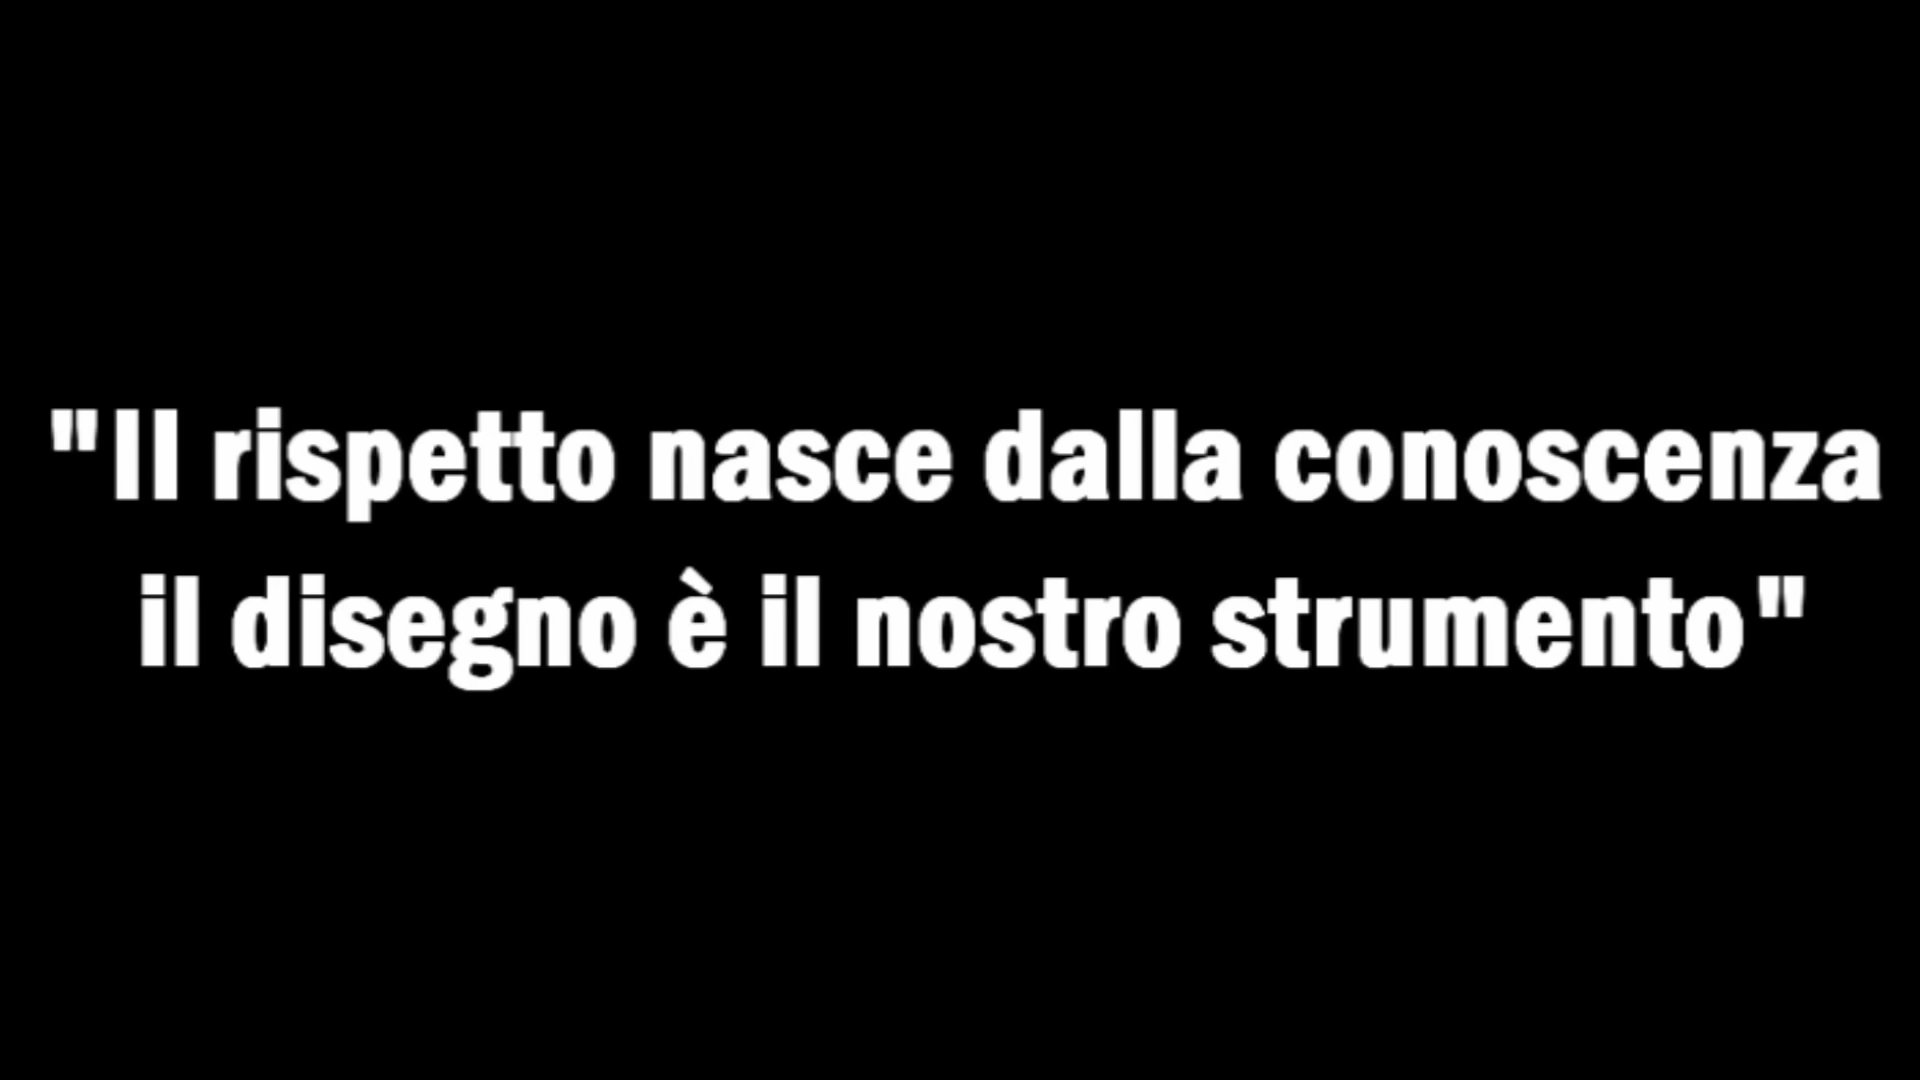 "Il rispetto nasce dalla conoscenza
il disegno è il nostro strumento"